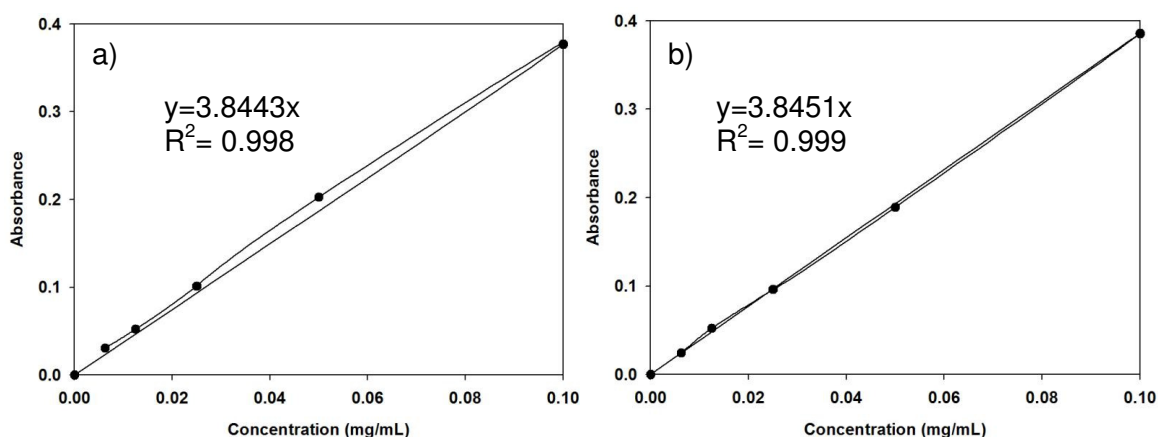 a)
y=3.8443x
R²= 0.998
Absorbance
0.4
0.3
0.2
0.1
0.0
0.00 0.02 0.04 0.06 0.08 0.10
Concentration (mg/mL)
b)
y=3.8451x
R²= 0.999
Absorbance
0.4
0.3
0.2
0.1
0.0
0.00 0.02 0.04 0.06 0.08 0.10
Concentration (mg/mL)